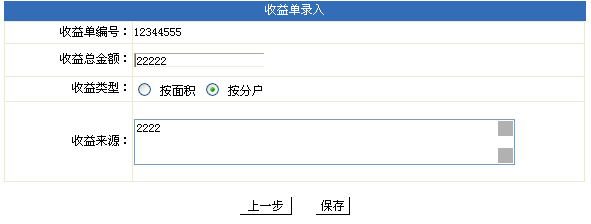 收益单录入
收益单编号：12344555
收益总金额：22222
收益类型： 按面积 按分户
收益来源：2222
上一步 保存